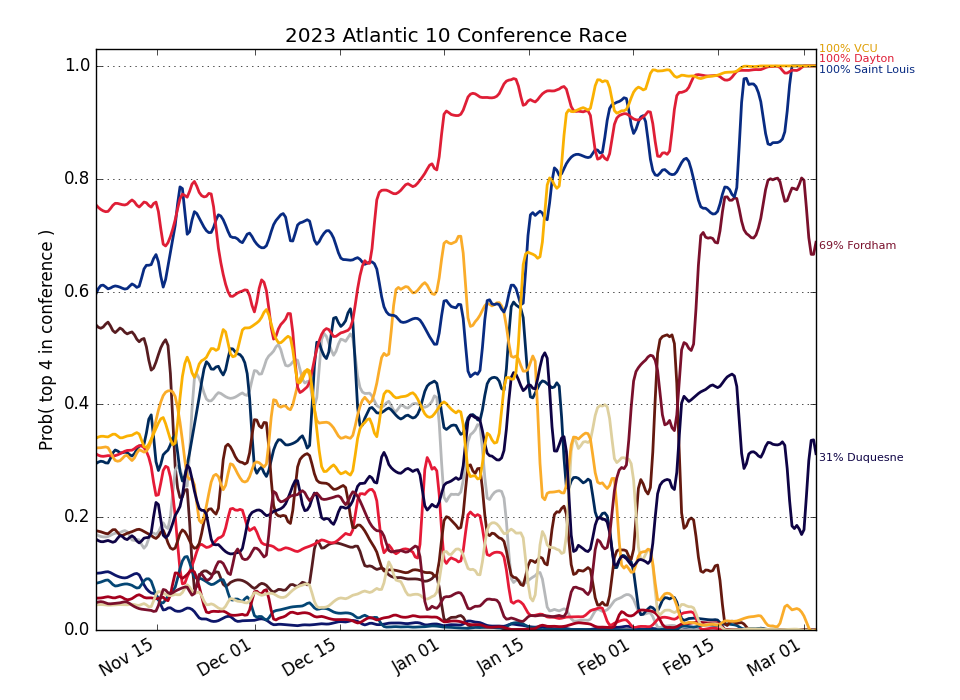 2023 Atlantic 10 Conference Race
100% VCU
100% Dayton
100% Saint Louis
69% Fordham
31% Duquesne
Prob( top 4 in conference )
1.0
0.8
0.6
0.4
0.2
0.0
Nov 15
Dec 01
Dec 15
Jan 01
Jan 15
Feb 01
Feb 15
Mar 01